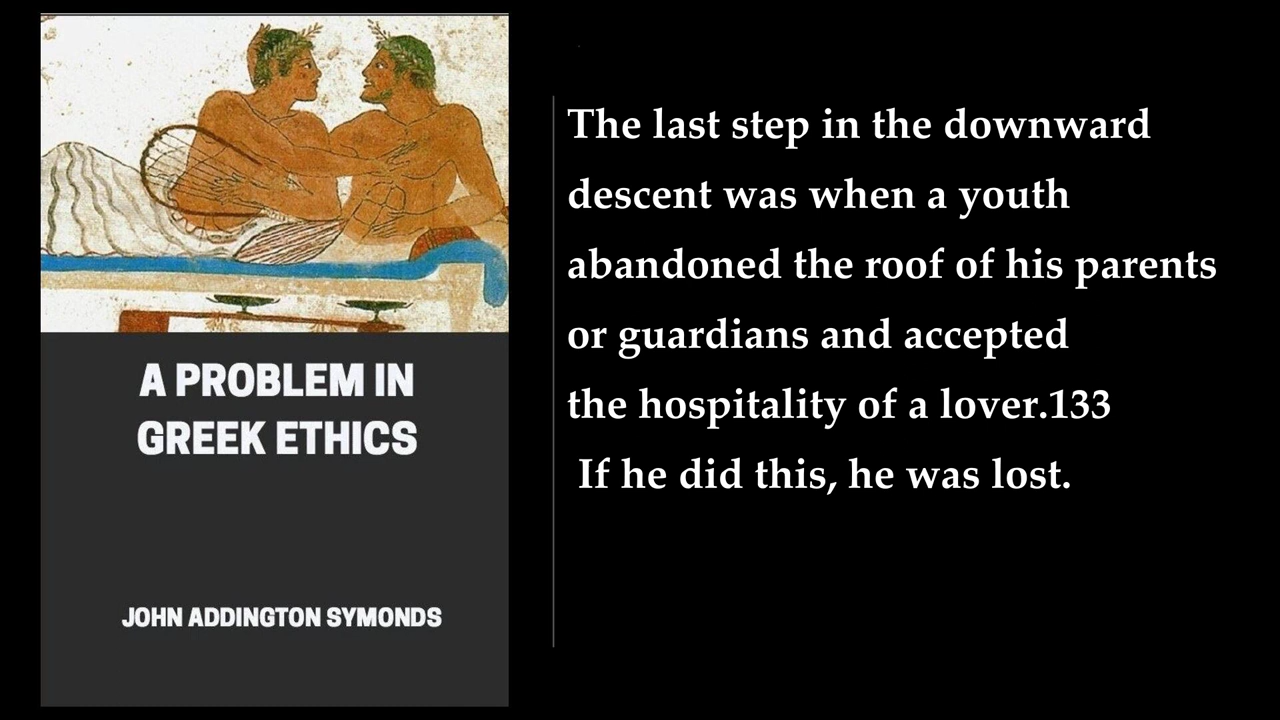 A PROBLEM IN
GREEK ETHICS
JOHN ADDINGTON SYMONDS
The last step in the downward
descent was when a youth
abandoned the roof of his parents
or guardians and accepted
the hospitality of a lover.133
If he did this, he was lost.